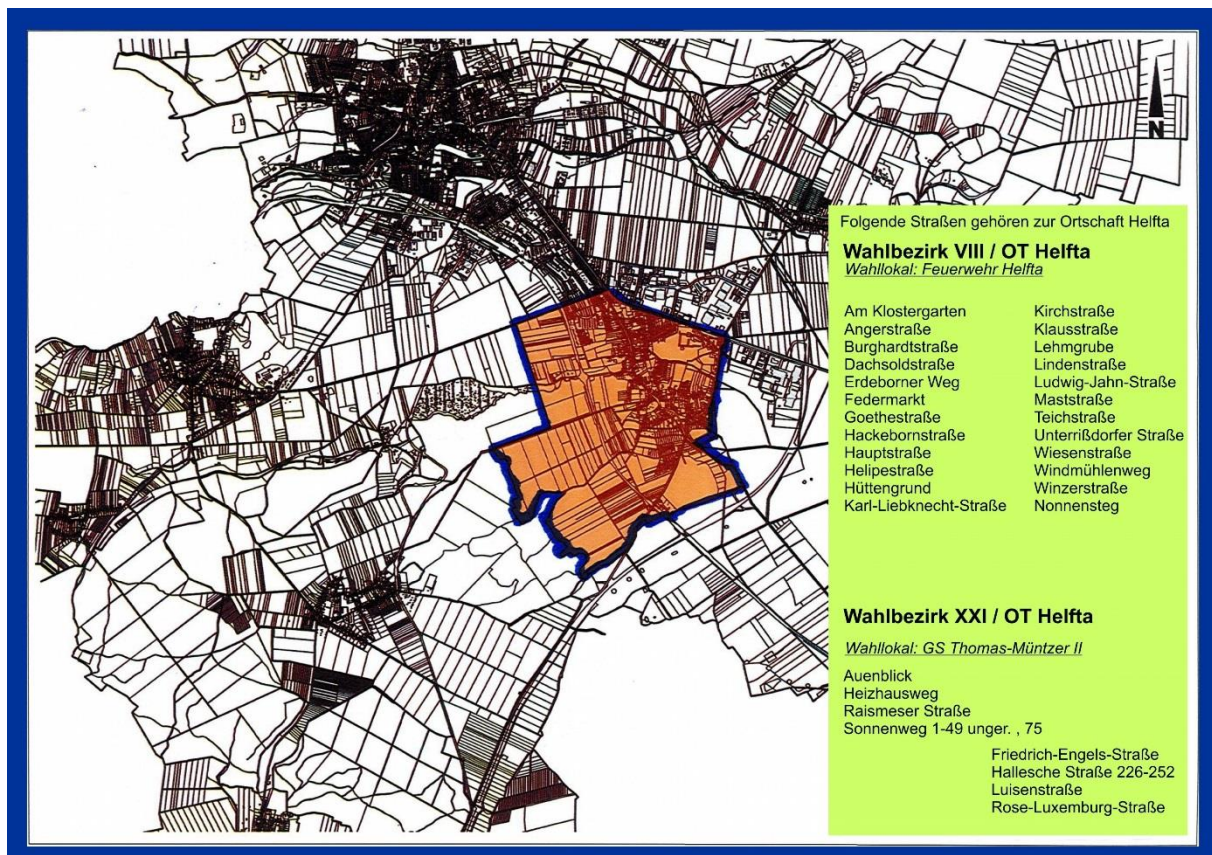 N
Folgende Straßen gehören zur Ortschaft Helfta
Wahlbezirk VIII / OT Helfta
Wahllokal: Feuerwehr Helfta
Am Klostergarten
Angerstraße
Burghardtstraße
Dachsoldstraße
Erdeborner Weg
Federmarkt
Goethestraße
Hackebornstraße
Hauptstraße
Helipestraße
Hüttengrund
Karl-Liebknecht-Straße
Kirchstraße
Klausstraße
Lehmgrube
Lindenstraße
Ludwig-Jahn-Straße
Maststraße
Teichstraße
Unterrißdorfer Straße
Wiesenstraße
Windmühlenweg
Winzerstraße
Nonnensteg
Wahlbezirk XXI / OT Helfta
Wahllokal: GS Thomas-Müntzer II
Auenblick
Heizhausweg
Raismeser Straße
Sonnenweg 1-49 unger. , 75
Friedrich-Engels-Straße
Hallesche Straße 226-252
Luisenstraße
Rose-Luxemburg-Straße